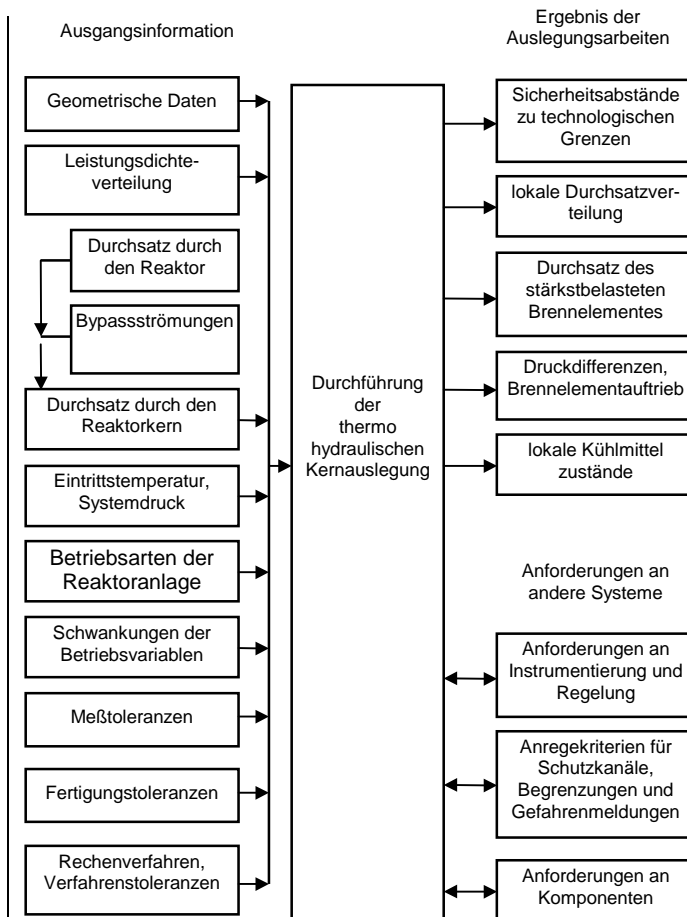 Ausgangsinformation
Geometrische Daten
Leistungsdichte-
verteilung
Durchsatz durch
den Reaktor
Bypassströmungen
Durchsatz durch den
Reaktorkern
Eintrittstemperatur,
Systemdruck
Betriebsarten der
Reaktoranlage
Schwankungen der
Betriebsvariablen
Meßtoleranzen
Fertigungstoleranzen
Rechenverfahren,
Verfahrenstoleranzen
Durchführung
der
thermo
hydraulischen
Kernauslegung
Ergebnis der
Auslegungsarbeiten
Sicherheitsabstände
zu technologischen
Grenzen
lokale Durchsatzver-
teilung
Durchsatz des
stärkstbelasteten
Brennelementes
Druckdifferenzen,
Brennelementauftrieb
lokale Kühlmittel
zustände
Anforderungen an
andere Systeme
Anforderungen an
Instrumentierung und
Regelung
Anregekriterien für
Schutzkanäle,
Begrenzungen und
Gefahrenmeldungen
Anforderungen an
Komponenten